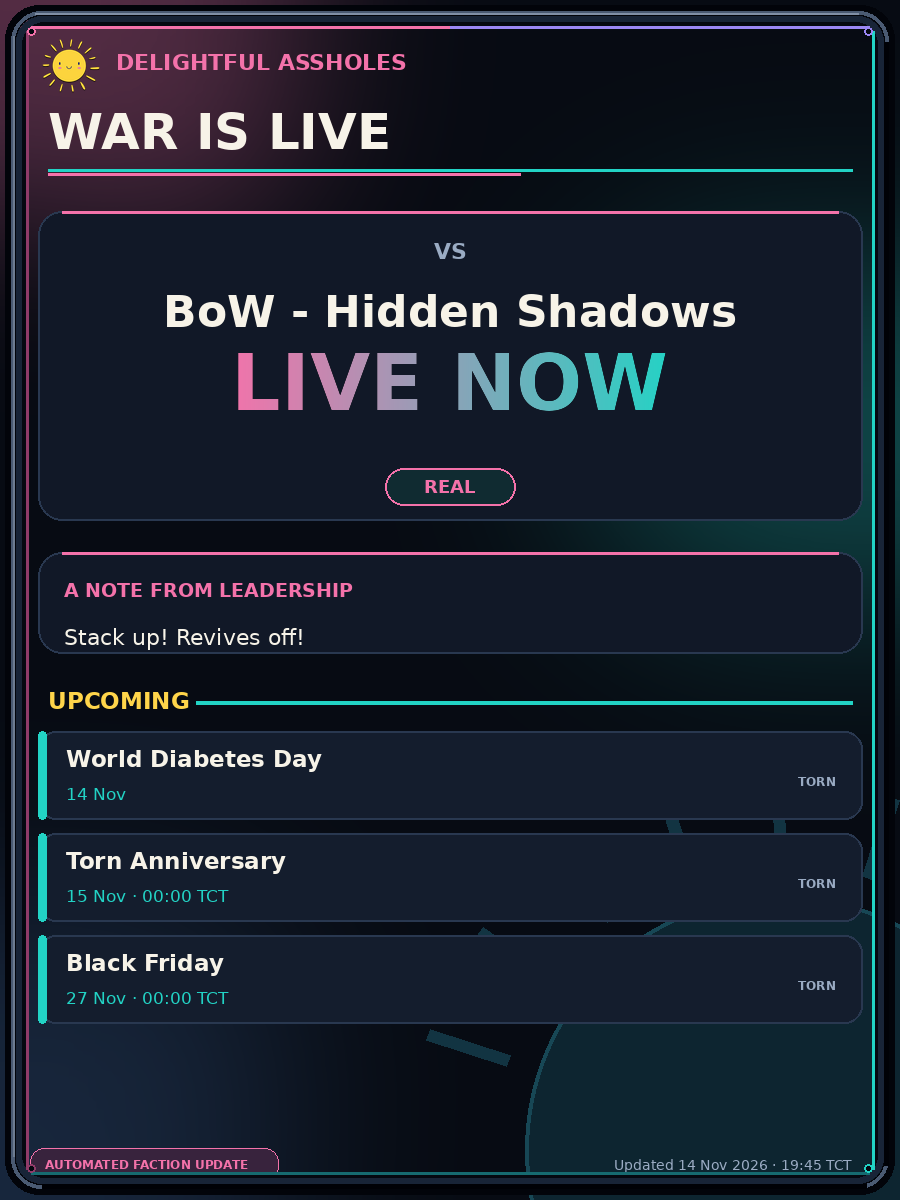 DELIGHTFUL ASSHOLES
WAR IS LIVE
VS
BoW - Hidden Shadows
LIVE NOW
REAL
A NOTE FROM LEADERSHIP
Stack up! Revives off!
UPCOMING
World Diabetes Day
14 Nov
TORN
Torn Anniversary
15 Nov · 00:00 TCT
TORN
Black Friday
27 Nov · 00:00 TCT
TORN
AUTOMATED FACTION UPDATE
Updated 14 Nov 2026 · 19:45 TCT